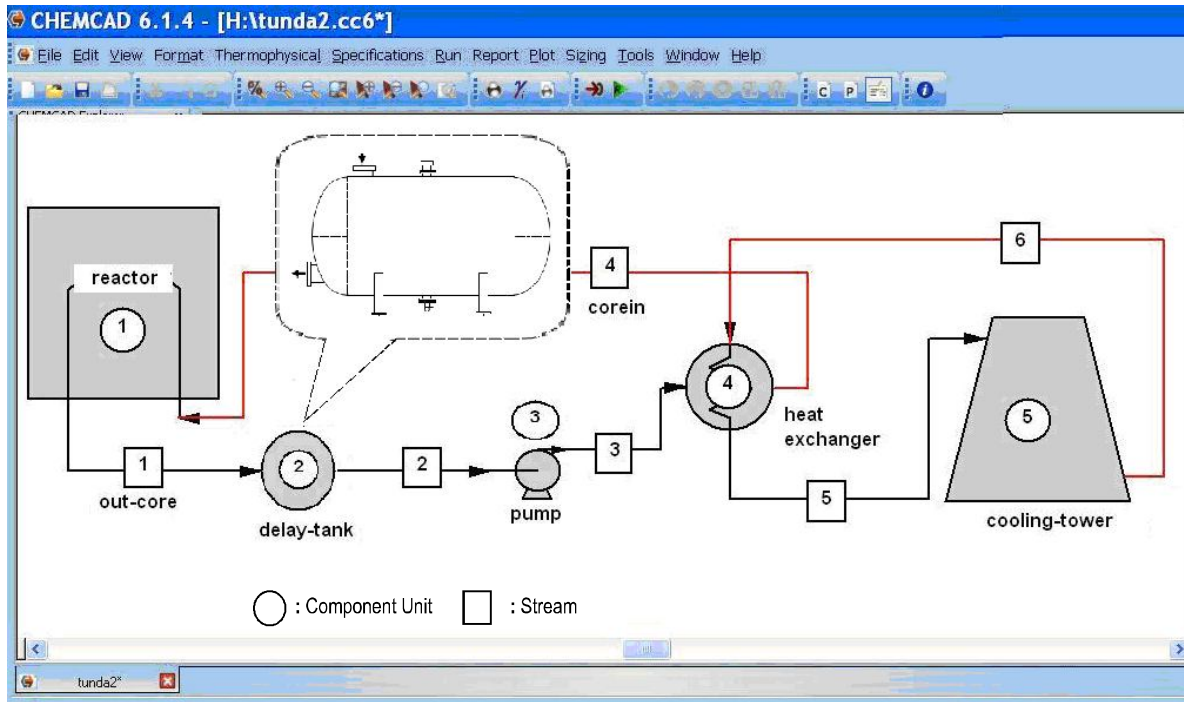 CHEMCAD 6.1.4 - [H:\tunda2.cc6*]
File Edit View Format Thermophysical Specifications Run Report Plot Sizing Tools Window Help
C P
reactor
1
4
corein
6
4
heat
exchanger
5
cooling-tower
1
out-core
2
delay-tank
2
3
pump
3
5
: Component Unit
: Stream
tunda2*